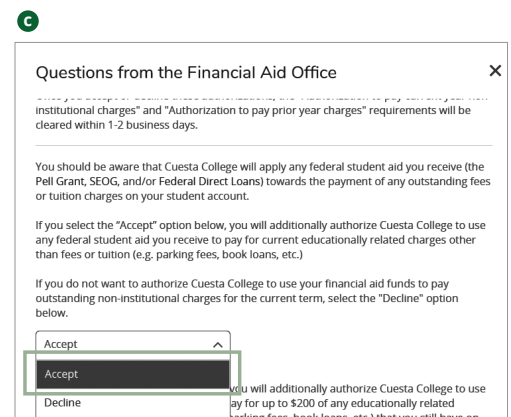 C
Questions from the Financial Aid Office
institutional charges" and "Authorization to pay prior year charges" requirements will be
cleared within 1-2 business days.
You should be aware that Cuesta College will apply any federal student aid you receive (the
Pell Grant, SEOG, and/or Federal Direct Loans) towards the payment of any outstanding fees
or tuition charges on your student account.
If you select the “Accept” option below, you will additionally authorize Cuesta College to use
any federal student aid you receive to pay for current educationally related charges other
than fees or tuition (e.g. parking fees, book loans, etc.)
If you do not want to authorize Cuesta College to use your financial aid funds to pay
outstanding non-institutional charges for the current term, select the "Decline" option
below.
Accept
Accept
you will additionally authorize Cuesta College to use
Decline
ay for up to $200 of any educationally related
parking fees, book loans, etc.) that you still have on